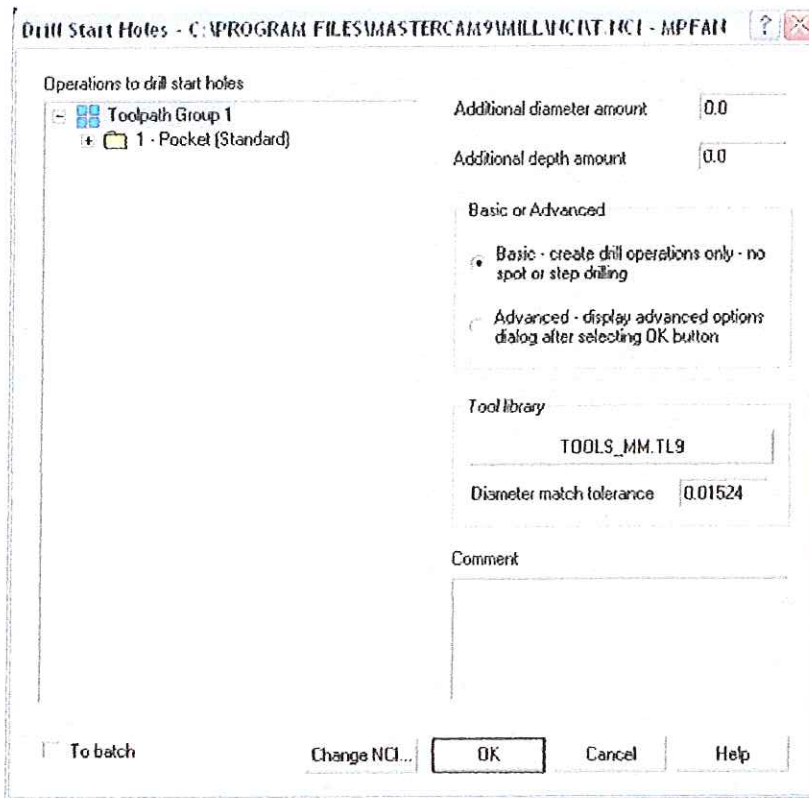 Drill Start Holes - C:\PROGRAM FILES\MASTERCAM9\MILL\NCI\T.NCI - MPFAN
Operations to drill start holes
Toolpath Group 1
1 - Pocket (Standard)
Additional diameter amount 0.0
Additional depth amount 0.0
Basic or Advanced
Basic - create drill operations only - no
spot or step drilling
Advanced - display advanced options
dialog after selecting OK button
Tool library
TOOLS_MM.TL9
Diameter match tolerance 0.01524
Comment
To batch
Change NCI...
OK
Cancel
Help